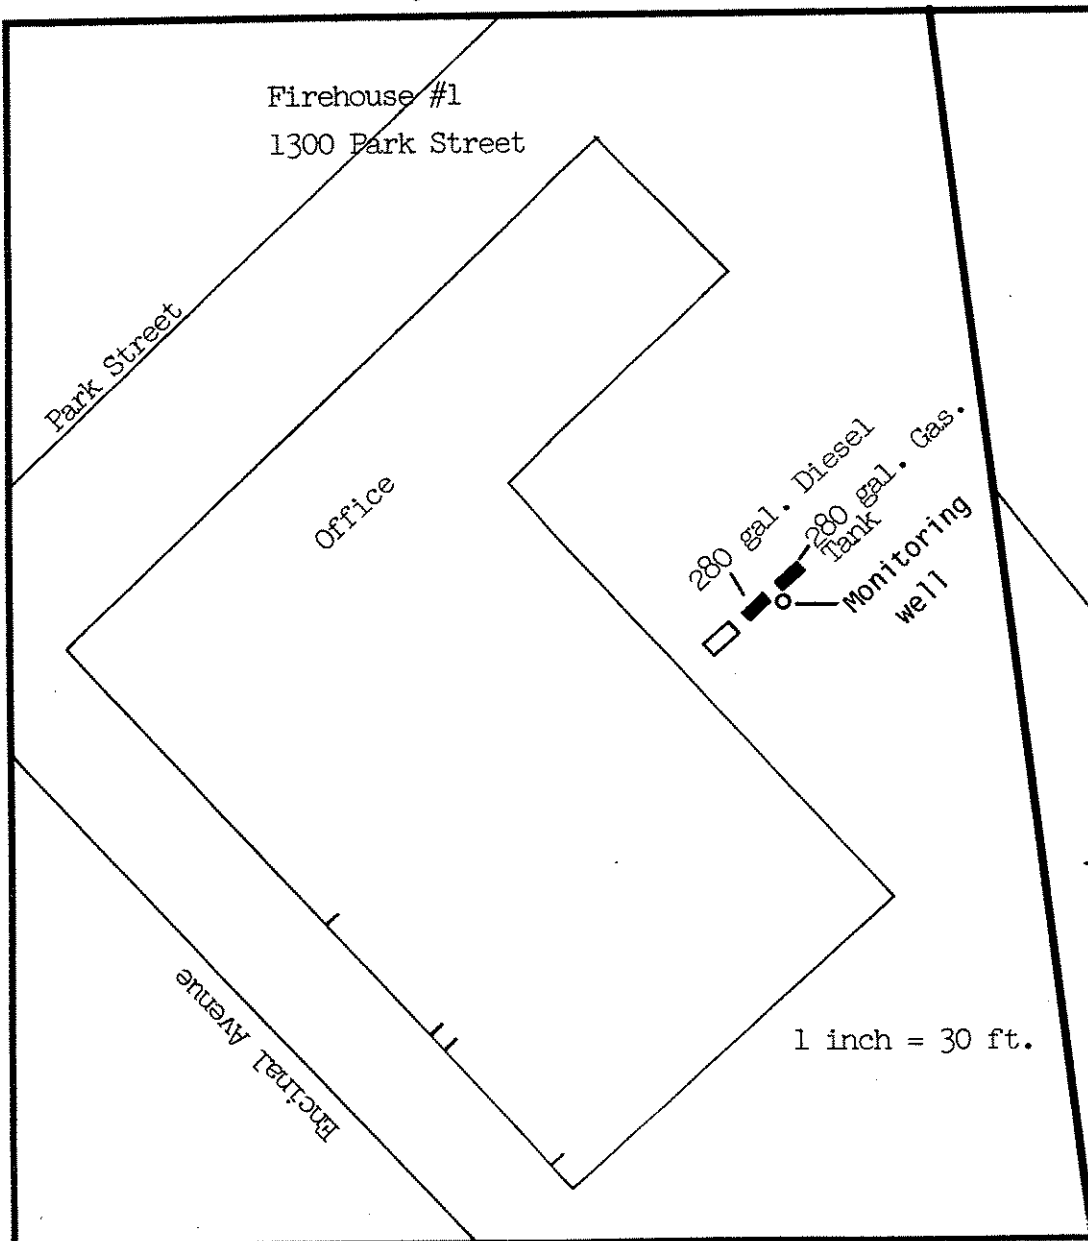 Firehouse #1
1300 Park Street
Park Street
Office
280 gal. Diesel
280 gal. Gas.
Tank
Monitoring
well
Encinal Avenue
1 inch = 30 ft.